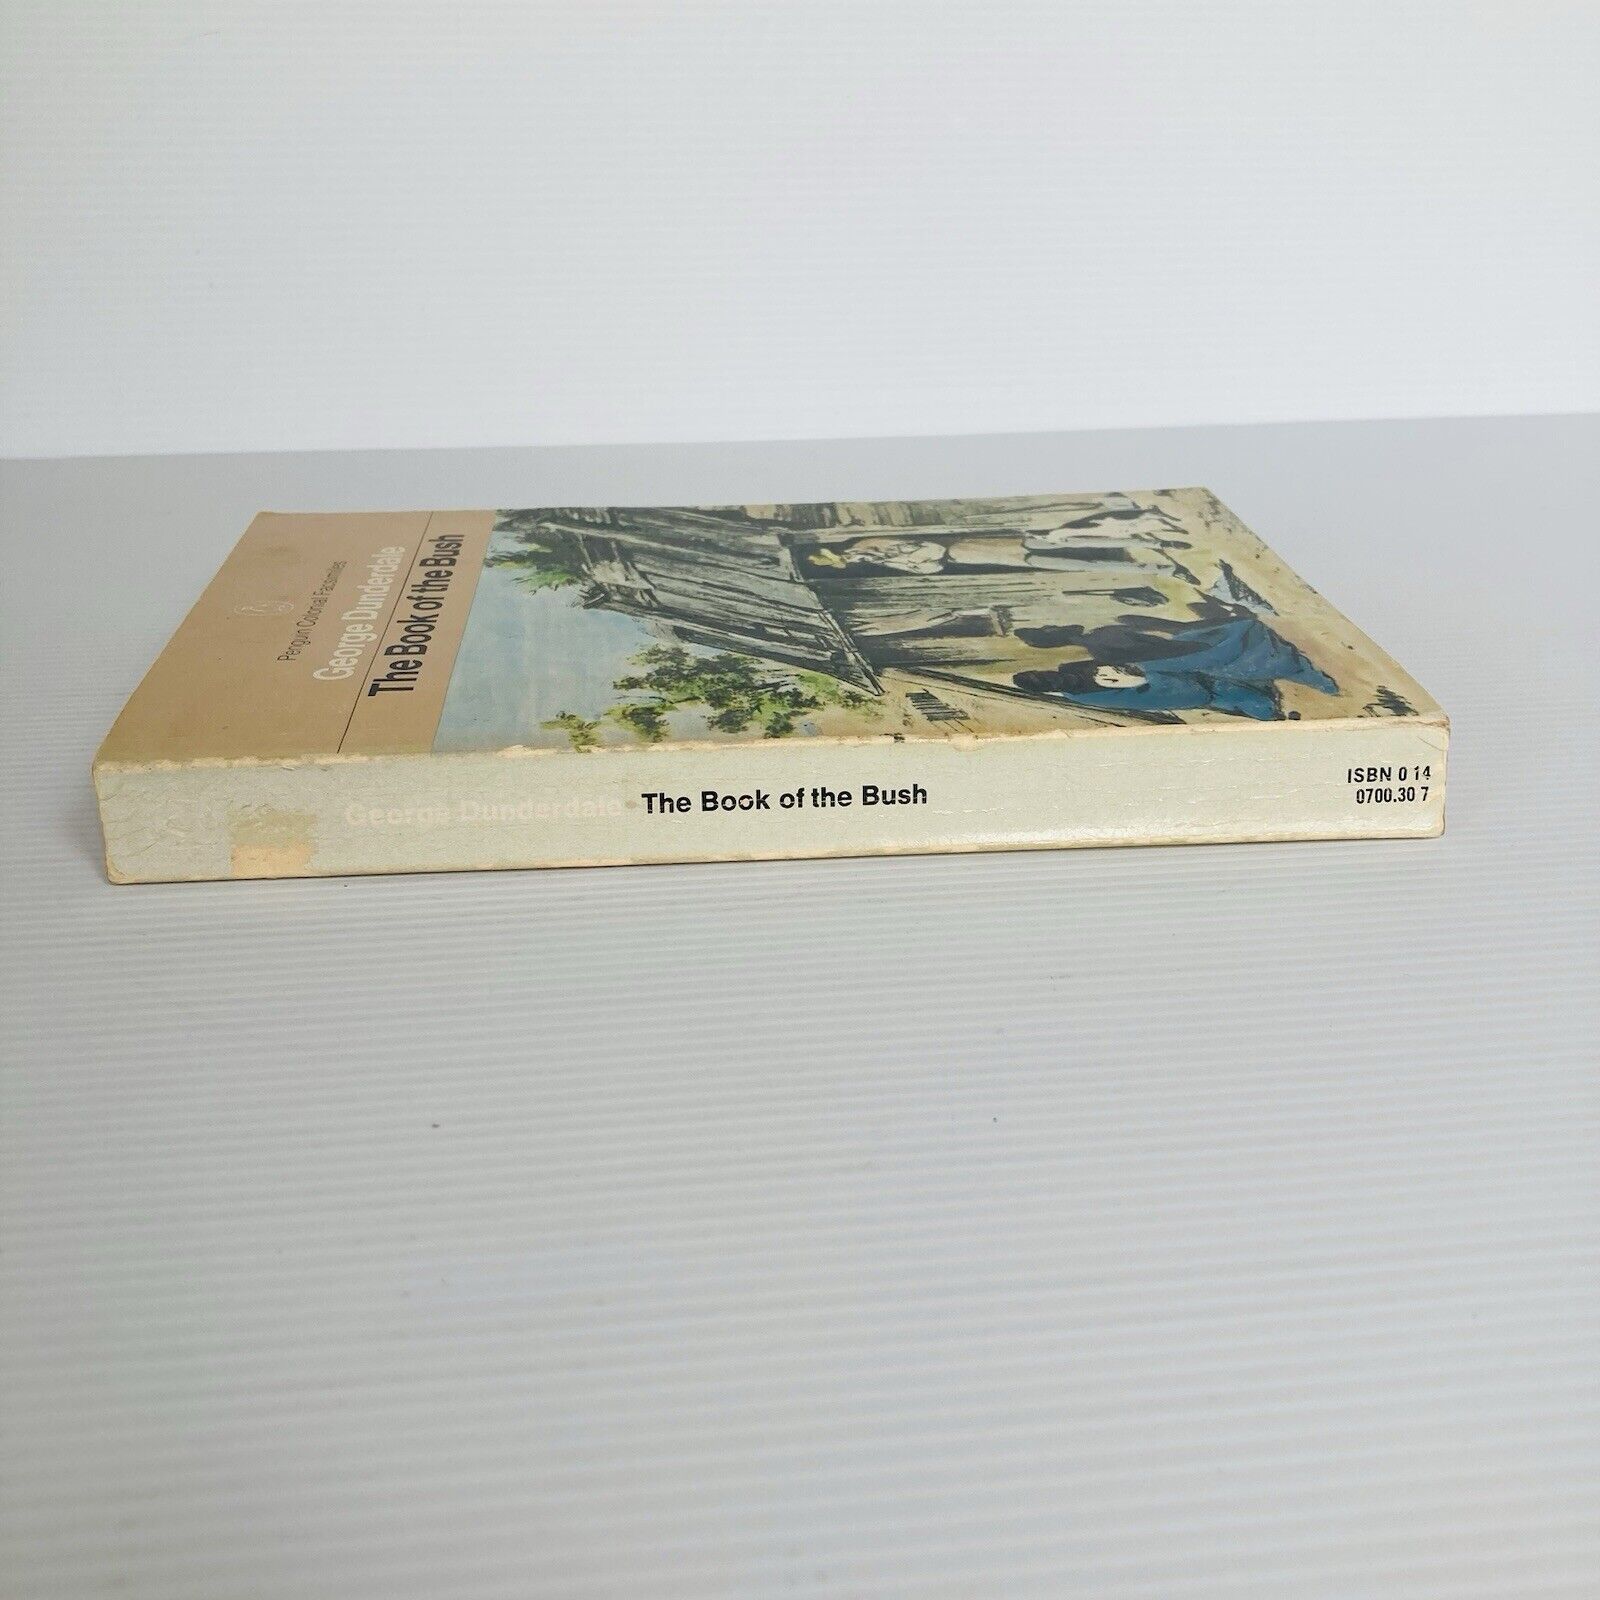 Penguin Colonial Facsimiles
George Dunderdale
The Book of the Bush
George Dunderdale The Book of the Bush
ISBN 0 14
0700.30 7